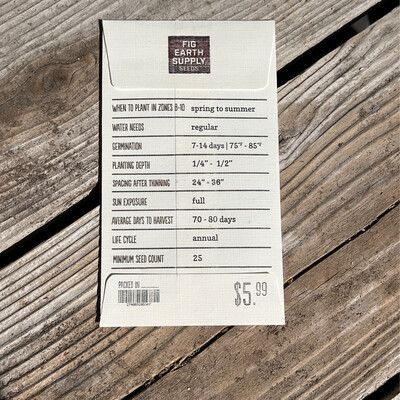 FIG
EARTH
SUPPLY
SEEDS
WHEN TO PLANT IN ZONES 8-10 spring to summer
WATER NEEDS regular
GERMINATION 7-14 days | 75°F - 85°F
PLANTING DEPTH 1/4" - 1/2"
SPACING AFTER THINNING 24" - 36"
SUN EXPOSURE full
AVERAGE DAYS TO HARVEST 70 - 80 days
LIFE CYCLE annual
MINIMUM SEED COUNT 25
PACKED IN
$5.99